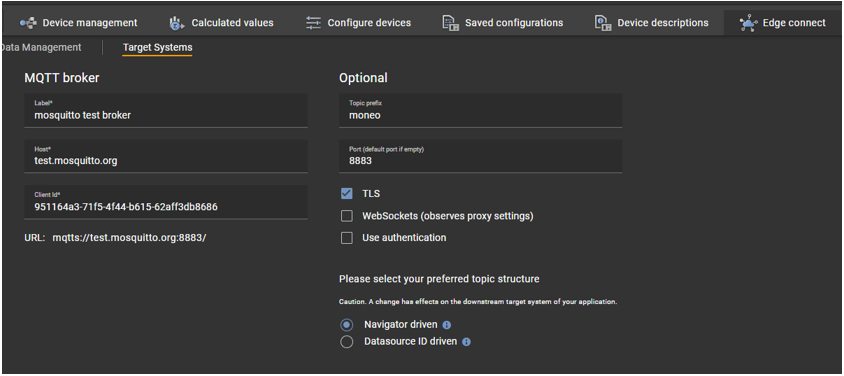 Device management
Calculated values
Configure devices
Saved configurations
Device descriptions
Edge connect
Data Management
Target Systems
MQTT broker
Label*
mosquitto test broker
Host*
test.mosquitto.org
Client Id*
951164a3-71f5-4f44-b615-62aff3db8686
URL: mqtts://test.mosquitto.org:8883/
Optional
Topic prefix
moneo
Port (default port if empty)
8883
TLS
WebSockets (observes proxy settings)
Use authentication
Please select your preferred topic structure
Caution. A change has effects on the downstream target system of your application.
Navigator driven
Datasource ID driven